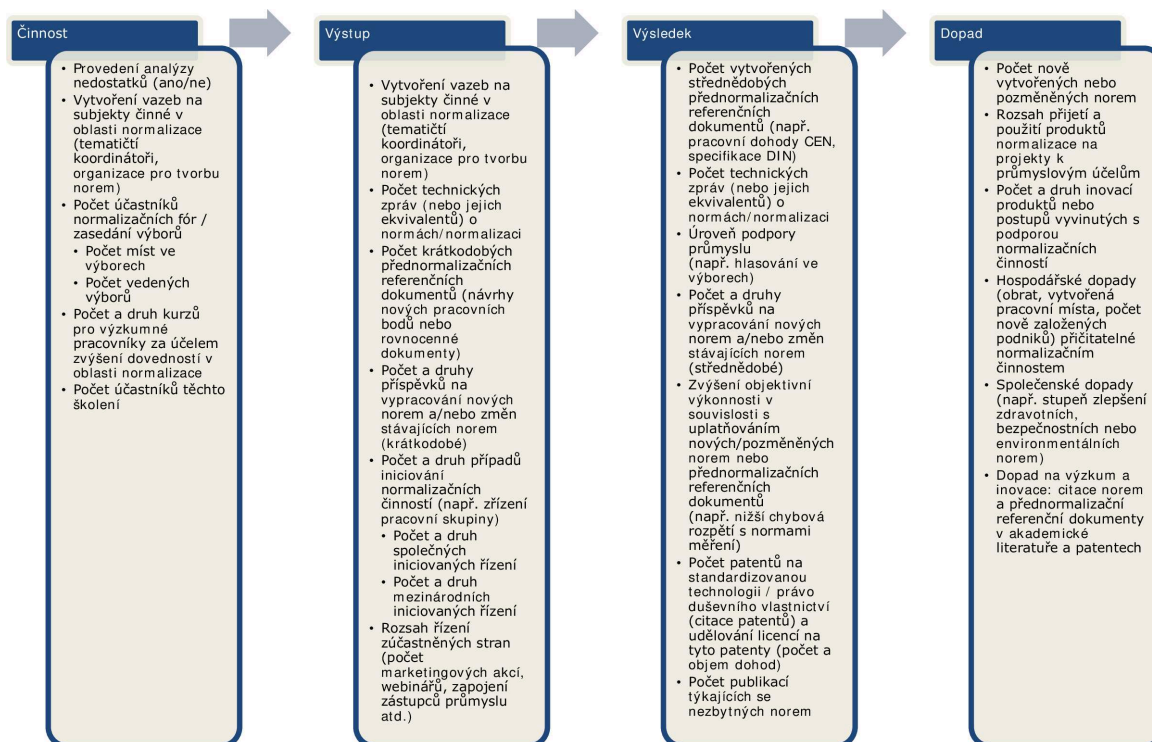 Činnost
• Provedení analýzy
nedostatků (ano/ne)
• Vytvoření vazeb na
subjekty činné v
oblasti normalizace
(tematičtí
koordinátoři,
organizace pro tvorbu
norem)
• Počet účastníků
normalizačních fór /
zasedání výborů
• Počet míst ve
výborech
• Počet vedených
výborů
• Počet a druh kurzů
pro výzkumné
pracovníky za účelem
zvýšení dovedností v
oblasti normalizace
• Počet účastníků těchto
školení
Výstup
• Vytvoření vazeb na
subjekty činné v
oblasti normalizace
(tematičtí
koordinátoři,
organizace pro tvorbu
norem)
• Počet technických
zpráv (nebo jejich
ekvivalentů) o
normách/normalizaci
• Počet krátkodobých
přednormalizačních
referenčních
dokumentů (návrhy
nových pracovních
bodů nebo
rovnocenné
dokumenty)
• Počet a druhy
příspěvků na
vypracování nových
norem a/nebo změn
stávajících norem
(krátkodobé)
• Počet a druh případů
iniciování
normalizačních
činností (např. zřízení
pracovní skupiny)
• Počet a druh
společných
iniciovaných řízení
• Počet a druh
mezinárodních
iniciovaných řízení
• Rozsah řízení
zúčastněných stran
(počet
marketingových akcí,
webinářů, zapojení
zástupců průmyslu
atd.)
Výsledek
• Počet vytvořených
střednědobých
přednormalizačních
referenčních
dokumentů (např.
pracovní dohody CEN,
specifikace DIN)
• Počet technických
zpráv (nebo jejich
ekvivalentů) o
normách/normalizaci
• Úroveň podpory
průmyslu
(např. hlasování ve
výborech)
• Počet a druhy
příspěvků na
vypracování nových
norem a/nebo změn
stávajících norem
(střednědobé)
• Zvýšení objektivní
výkonnosti v
souvislosti s
uplatňováním
nových/pozměněných
norem nebo
přednormalizačních
referenčních
dokumentů
(např. nižší chybová
rozpětí s normami
měření)
• Počet patentů na
standardizovanou
technologii / právo
duševního vlastnictví
(citace patentů) a
udělování licencí na
tyto patenty (počet a
objem dohod)
• Počet publikací
týkajících se
nezbytných norem
Dopad
• Počet nově
vytvořených nebo
pozměněných norem
• Rozsah přijetí a
použití produktů
normalizace na
projekty k
průmyslovým účelům
• Počet a druh inovací
produktů nebo
postupů vyvinutých s
podporou
normalizačních
činností
• Hospodářské dopady
(obrat, vytvořená
pracovní místa, počet
nově založených
podniků) přičitatelné
normalizačním
činnostem
• Společenské dopady
(např. stupeň zlepšení
zdravotních,
bezpečnostních nebo
environmentálních
norem)
• Dopad na výzkum a
inovace: citace norem
a přednormalizační
referenční dokumenty
v akademické
literatuře a patentech